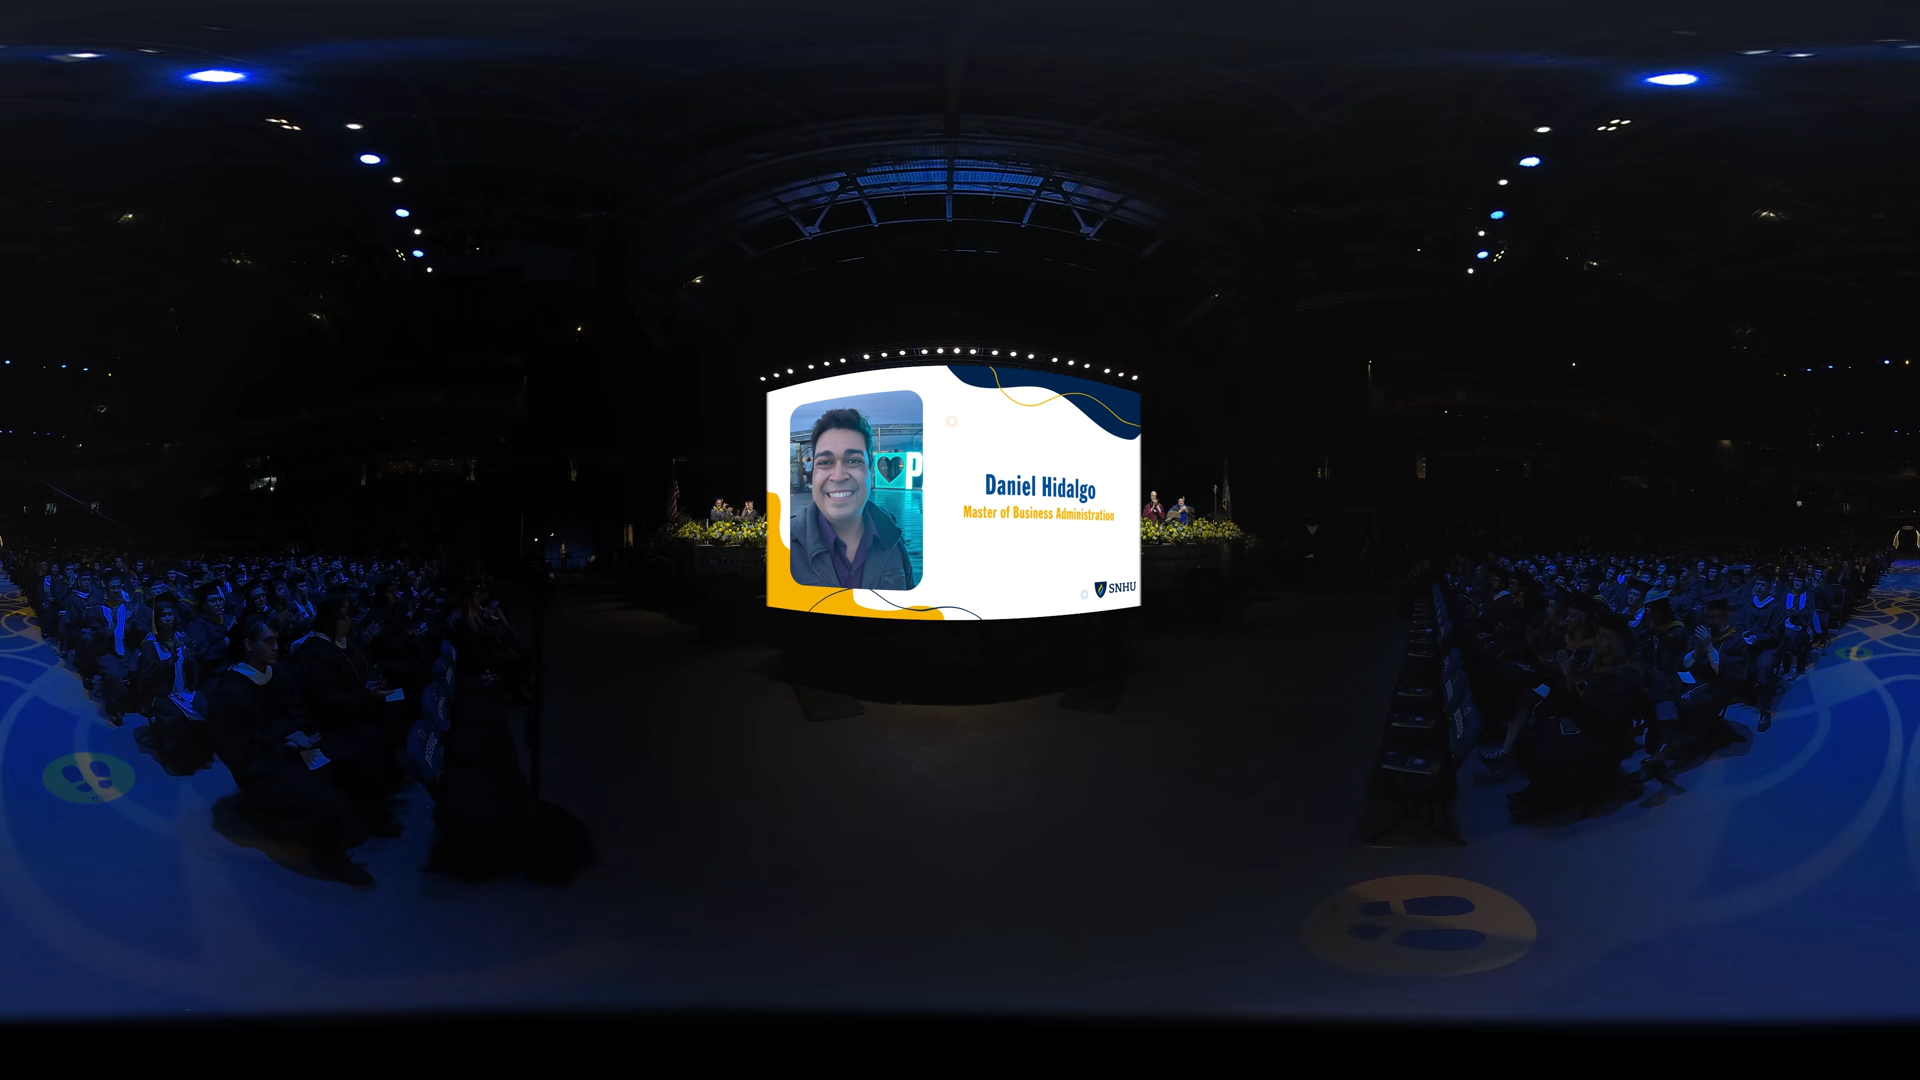 P
Daniel Hidalgo
Master of Business Administration
SNHU